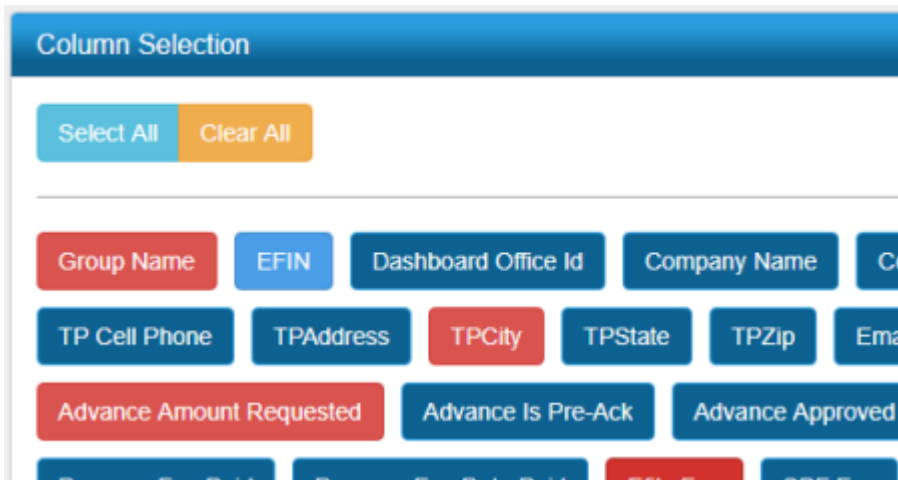 Column Selection
Select All Clear All
Group Name EFIN Dashboard Office Id Company Name
TP Cell Phone TPAddress TPCity TPState TPZip
Advance Amount Requested Advance Is Pre-Ack Advance Approved